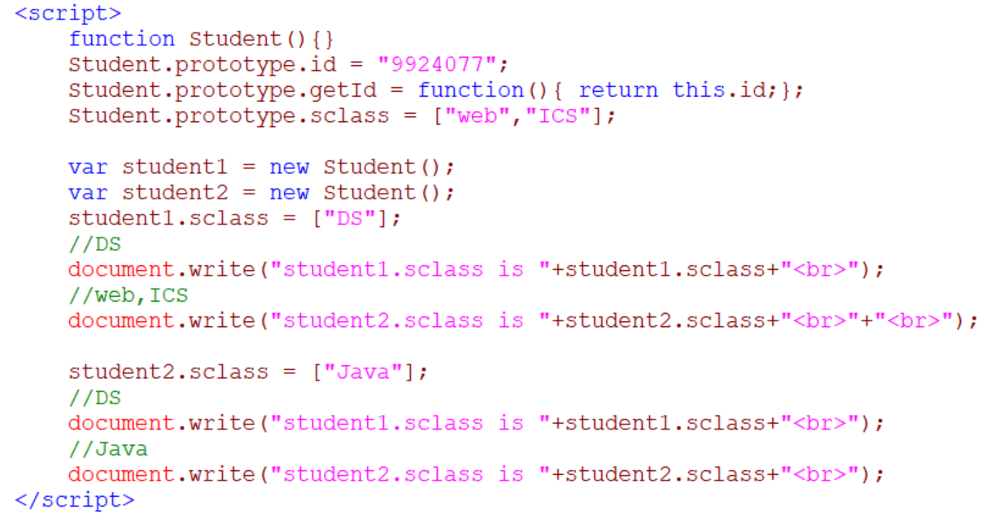 <script>
function Student(){}
Student.prototype.id = "9924077";
Student.prototype.getId = function(){ return this.id;};
Student.prototype.sclass = ["web","ICS"];
var student1 = new Student();
var student2 = new Student();
student1.sclass = ["DS"];
//DS
document.write("student1.sclass is "+student1.sclass+"<br>");
//web,ICS
document.write("student2.sclass is "+student2.sclass+"<br>"+"<br>");
student2.sclass = ["Java"];
//DS
document.write("student1.sclass is "+student1.sclass+"<br>");
//Java
document.write("student2.sclass is "+student2.sclass+"<br>");
</script>